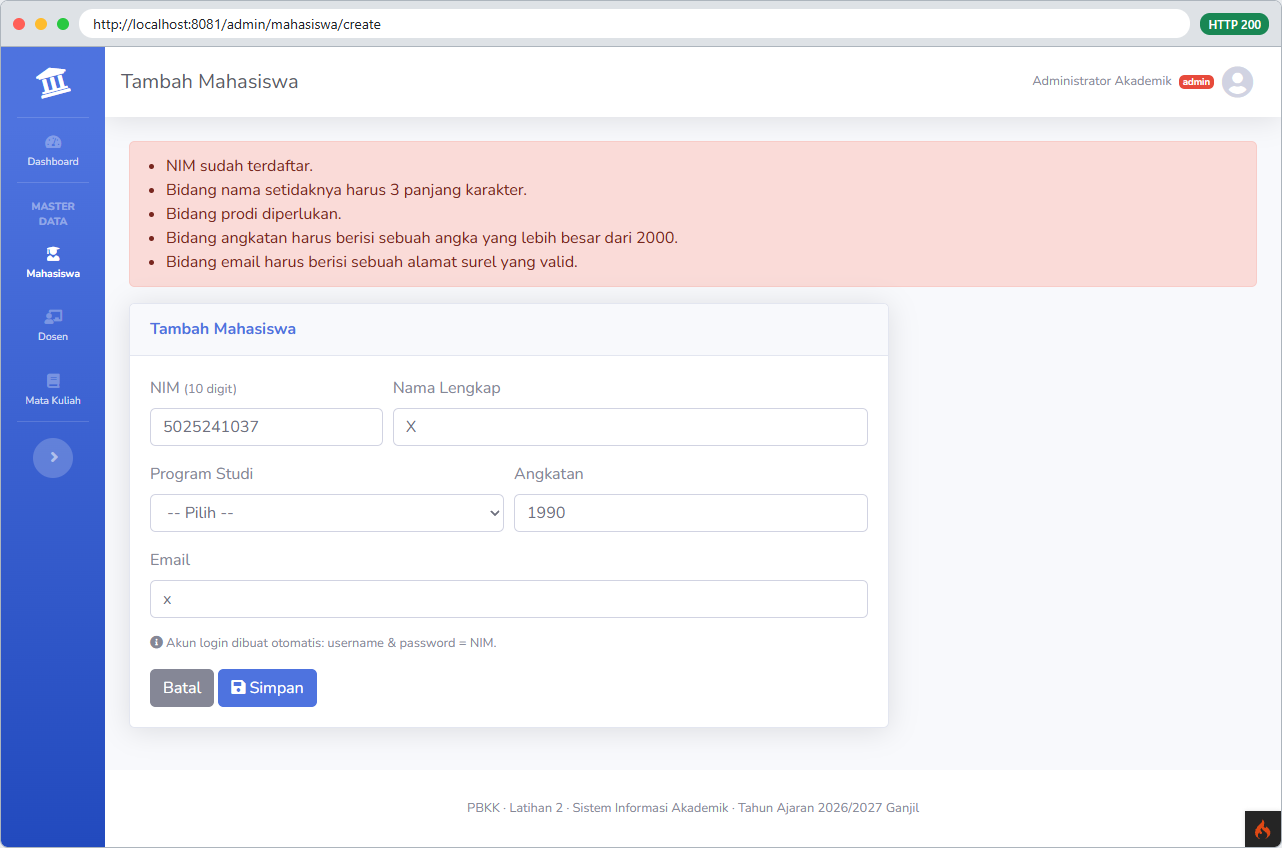 http://localhost:8081/admin/mahasiswa/create
HTTP 200
Tambah Mahasiswa
Administrator Akademik admin
Dashboard
MASTER
DATA
Mahasiswa
Dosen
Mata Kuliah
NIM sudah terdaftar.
Bidang nama setidaknya harus 3 panjang karakter.
Bidang prodi diperlukan.
Bidang angkatan harus berisi sebuah angka yang lebih besar dari 2000.
Bidang email harus berisi sebuah alamat surel yang valid.
Tambah Mahasiswa
NIM (10 digit)
Nama Lengkap
5025241037
X
Program Studi
Angkatan
-- Pilih --
1990
Email
x
Akun login dibuat otomatis: username & password = NIM.
Batal
Simpan
PBKK · Latihan 2 · Sistem Informasi Akademik · Tahun Ajaran 2026/2027 Ganjil